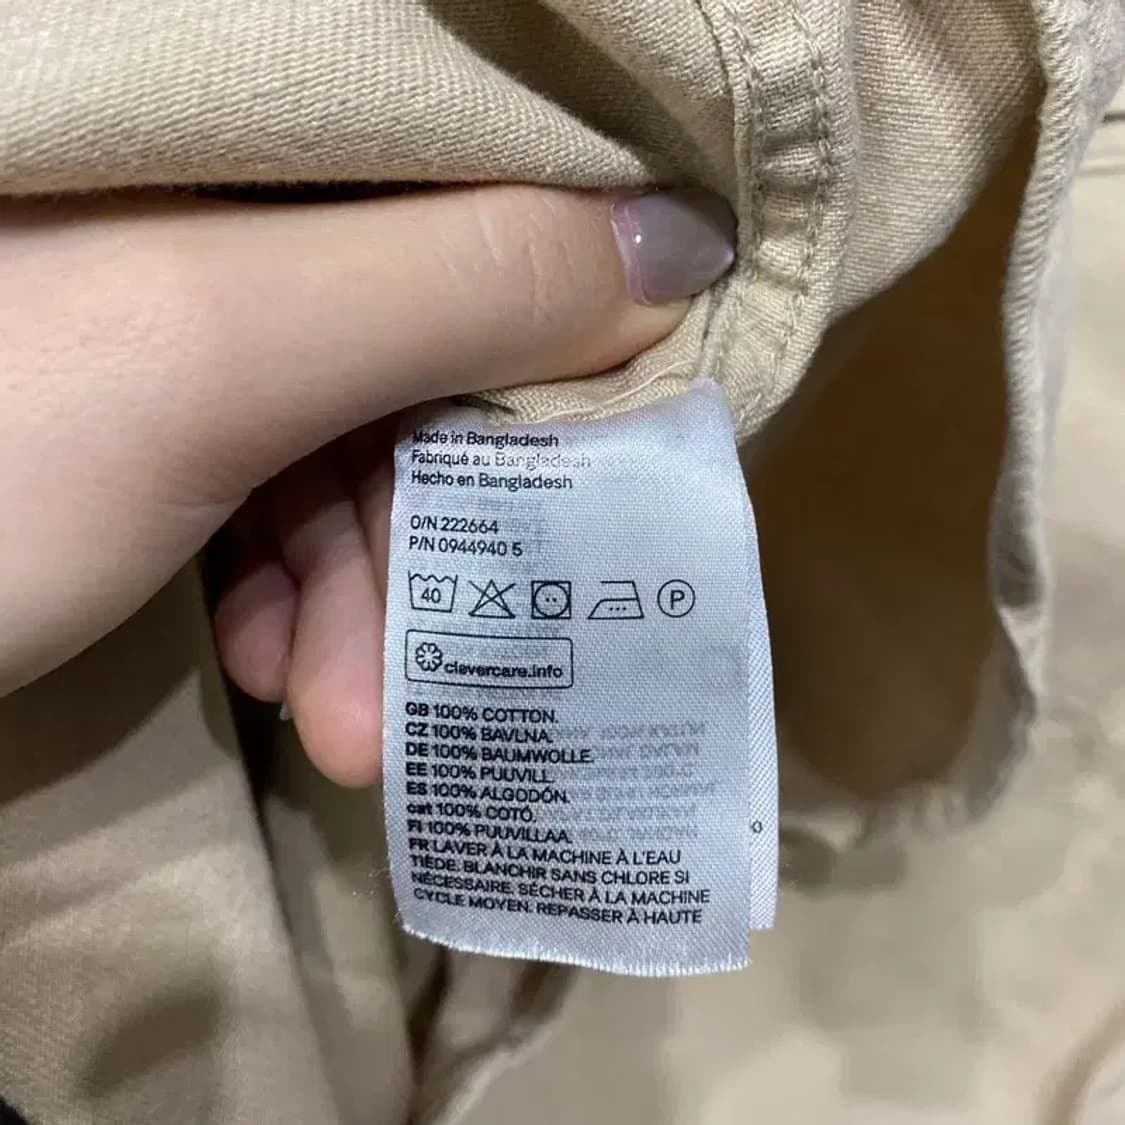 Made in Bangladesh
Fabriqué au Bangladesh
Hecho en Bangladesh
O/N 222664
P/N 0944940 5
40
P
clevercare.info
GB 100% COTTON.
CZ 100% BAVLNA.
DE 100% BAUMWOLLE.
EE 100% PUUVILL.
ES 100% ALGODÓN.
cat 100% COTÓ.
FI 100% PUUVILLAA.
FR LAVER À LA MACHINE À L'EAU
TIÈDE. BLANCHIR SANS CHLORE SI
NÉCESSAIRE. SÉCHER À LA MACHINE
CYCLE MOYEN. REPASSER À HAUTE